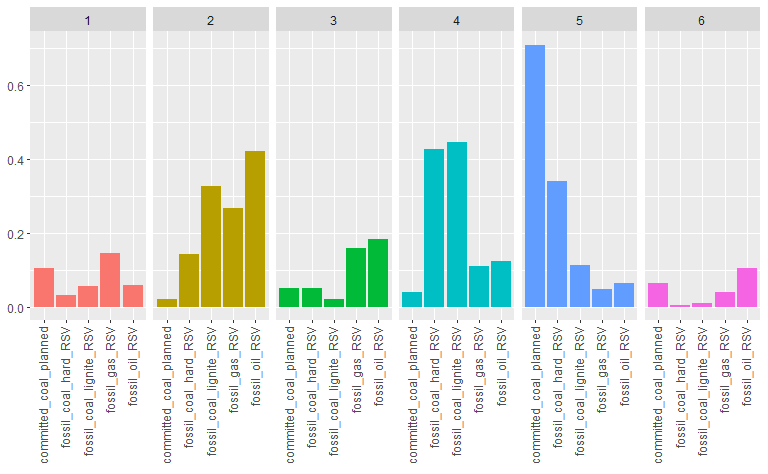 1
2
3
4
5
6
0.6
0.4
0.2
0.0
committed_coal_planned
fossil_coal_hard_RSV
fossil_coal_lignite_RSV
fossil_gas_RSV
fossil_oil_RSV
committed_coal_planned
fossil_coal_hard_RSV
fossil_coal_lignite_RSV
fossil_gas_RSV
fossil_oil_RSV
committed_coal_planned
fossil_coal_hard_RSV
fossil_coal_lignite_RSV
fossil_gas_RSV
fossil_oil_RSV
committed_coal_planned
fossil_coal_hard_RSV
fossil_coal_lignite_RSV
fossil_gas_RSV
fossil_oil_RSV
committed_coal_planned
fossil_coal_hard_RSV
fossil_coal_lignite_RSV
fossil_gas_RSV
fossil_oil_RSV
committed_coal_planned
fossil_coal_hard_RSV
fossil_coal_lignite_RSV
fossil_gas_RSV
fossil_oil_RSV